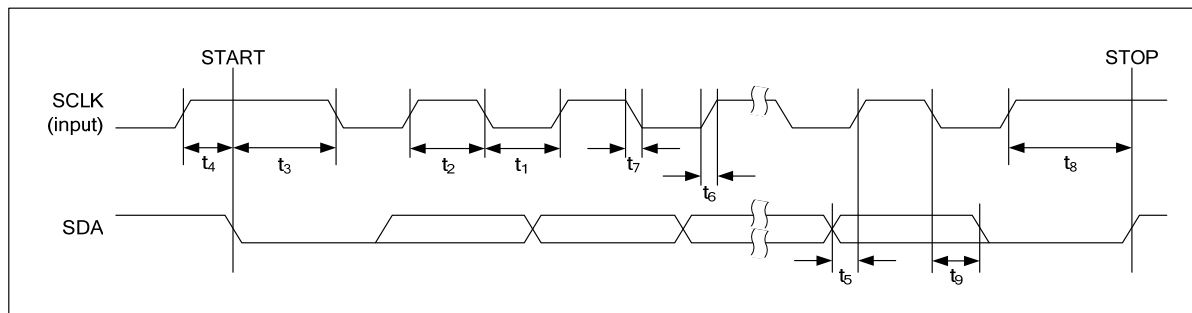 START
STOP
SCLK
(input)
t4
t3
t2
t1
t7
t6
t8
SDA
t5
t9